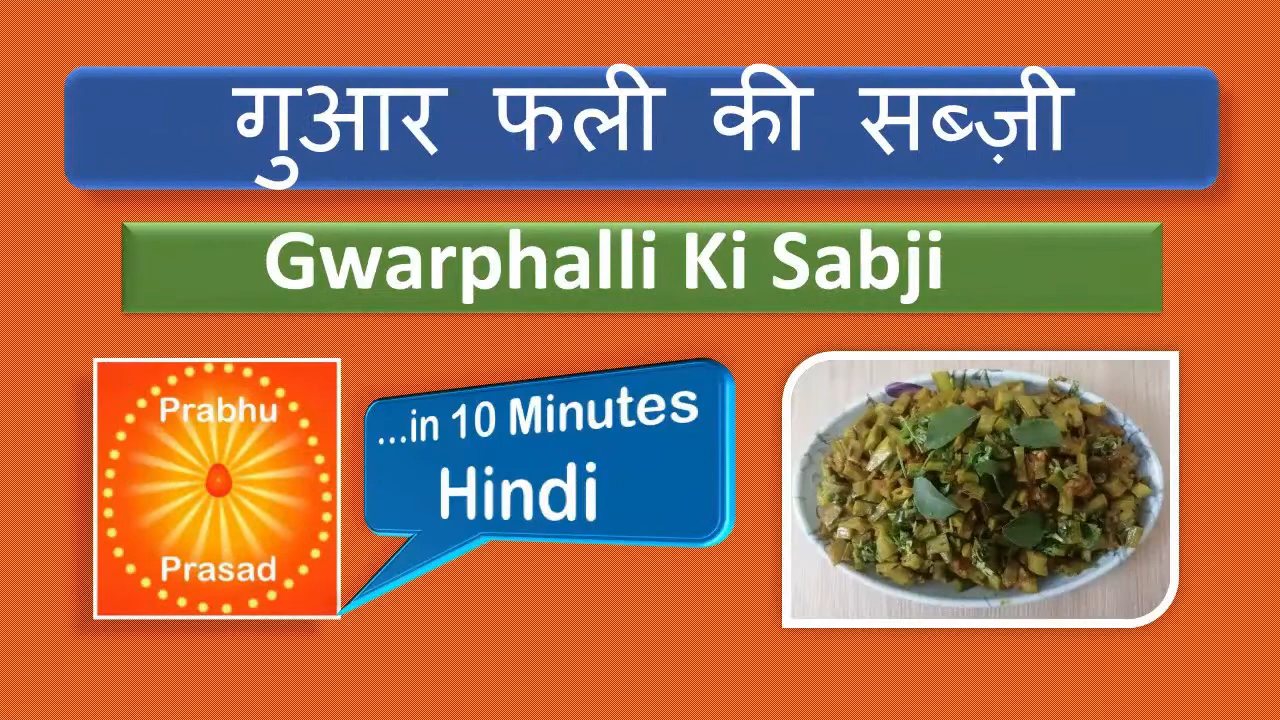 गुआर फली की सब्ज़ी
Gwarphalli Ki Sabji
Prabhu
Prasad
...in 10 Minutes
Hindi